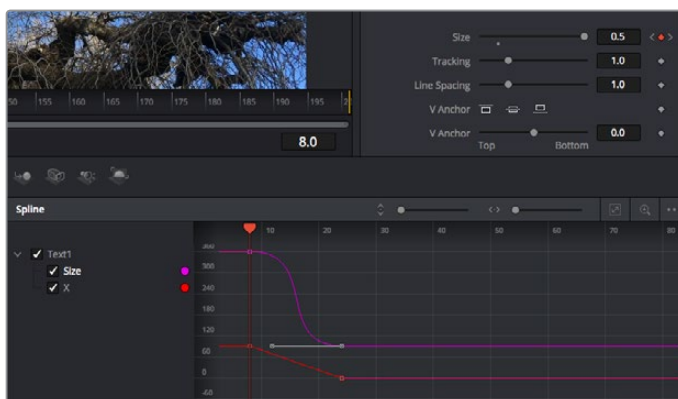 Size 0.5
Tracking 1.0
Line Spacing 1.0
V Anchor
V Anchor 0.0
Top Bottom
50 155 160 165 170 175 180 185 190 195
8.0
Spline
10 20 30 40 50 60 70 80
Text1
Size
X
360
300
240
180
120
60
0
-60